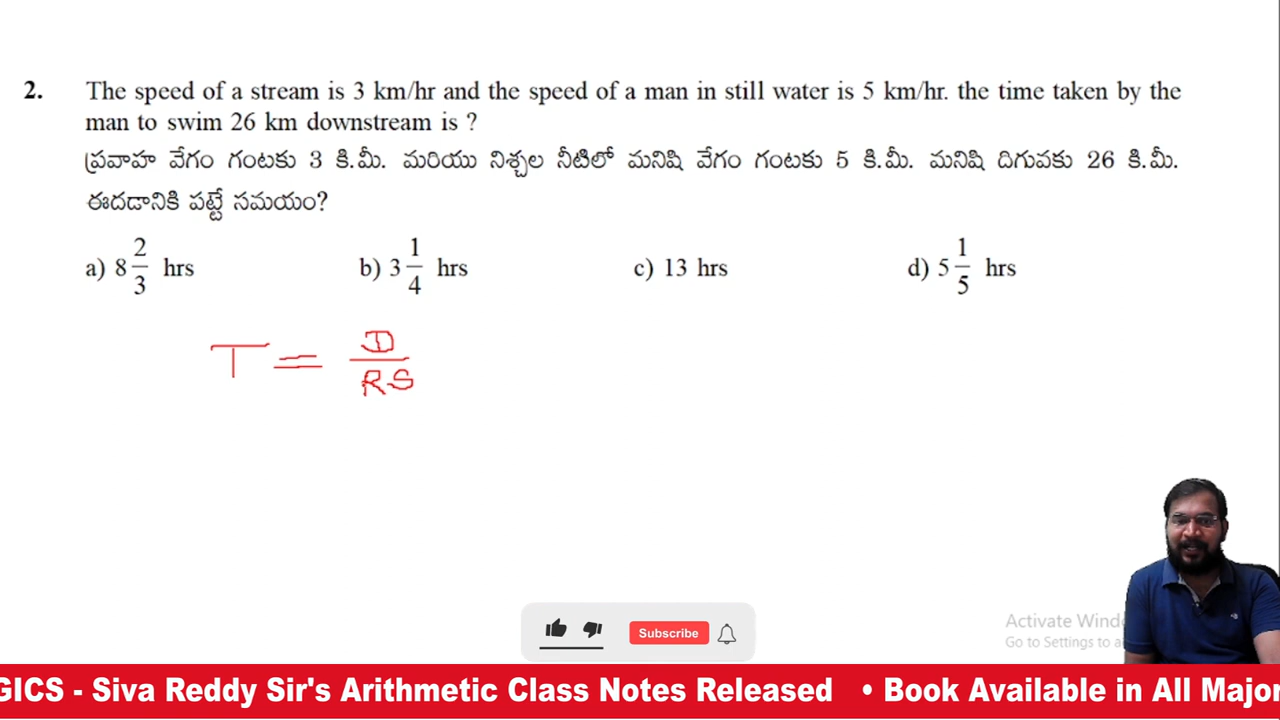 2. The speed of a stream is 3 km/hr and the speed of a man in still water is 5 km/hr. the time taken by the
man to swim 26 km downstream is ?
ప్రవాహ వేగం గంటకు 3 కి.మీ. మరియు నిశ్చల నీటిలో మనిషి వేగం గంటకు 5 కి.మీ. మనిషి దిగువకు 26 కి.మీ.
ఈదడానికి పట్టే సమయం?
a) 8 2/3 hrs b) 3 1/4 hrs c) 13 hrs d) 5 1/5 hrs
T = D/RS
Subscribe
Activate Wind
Go to Settings to a
GICS - Siva Reddy Sir's Arithmetic Class Notes Released • Book Available in All Major